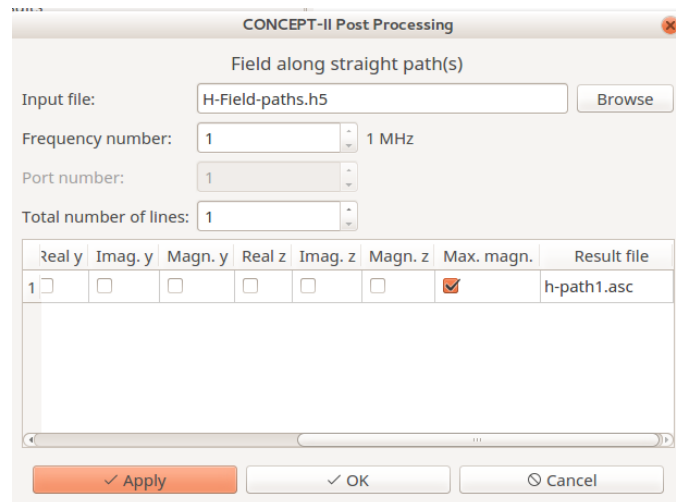 CONCEPT-II Post Processing
Field along straight path(s)
Input file: H-Field-paths.h5 Browse
Frequency number: 1 1 MHz
Port number: 1
Total number of lines: 1
Real y Imag. y Magn. y Real z Imag. z Magn. z Max. magn. Result file
1 h-path1.asc
Apply OK Cancel